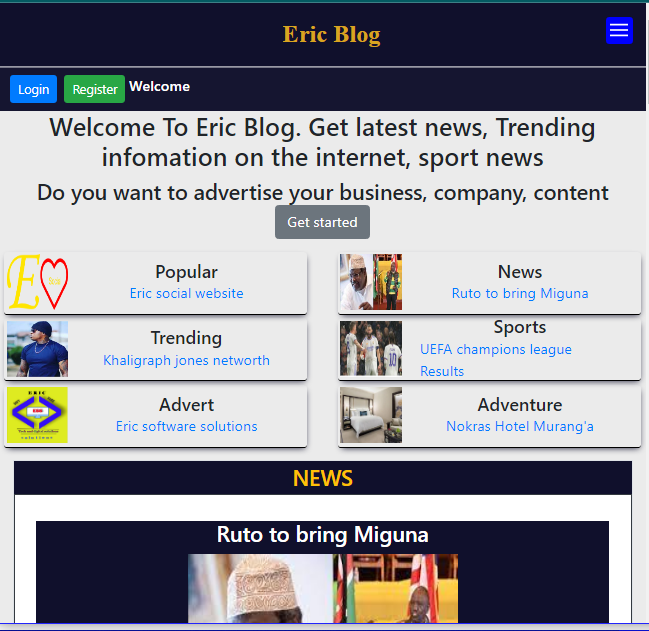 Eric Blog
Login Register Welcome
Welcome To Eric Blog. Get latest news, Trending
infomation on the internet, sport news
Do you want to advertise your business, company, content
Get started
Popular
Eric social website
News
Ruto to bring Miguna
Trending
Khaligraph jones networth
Sports
UEFA champions league
Results
ERIC
Advert
Eric software solutions
Adventure
Nokras Hotel Murang'a
NEWS
Ruto to bring Miguna